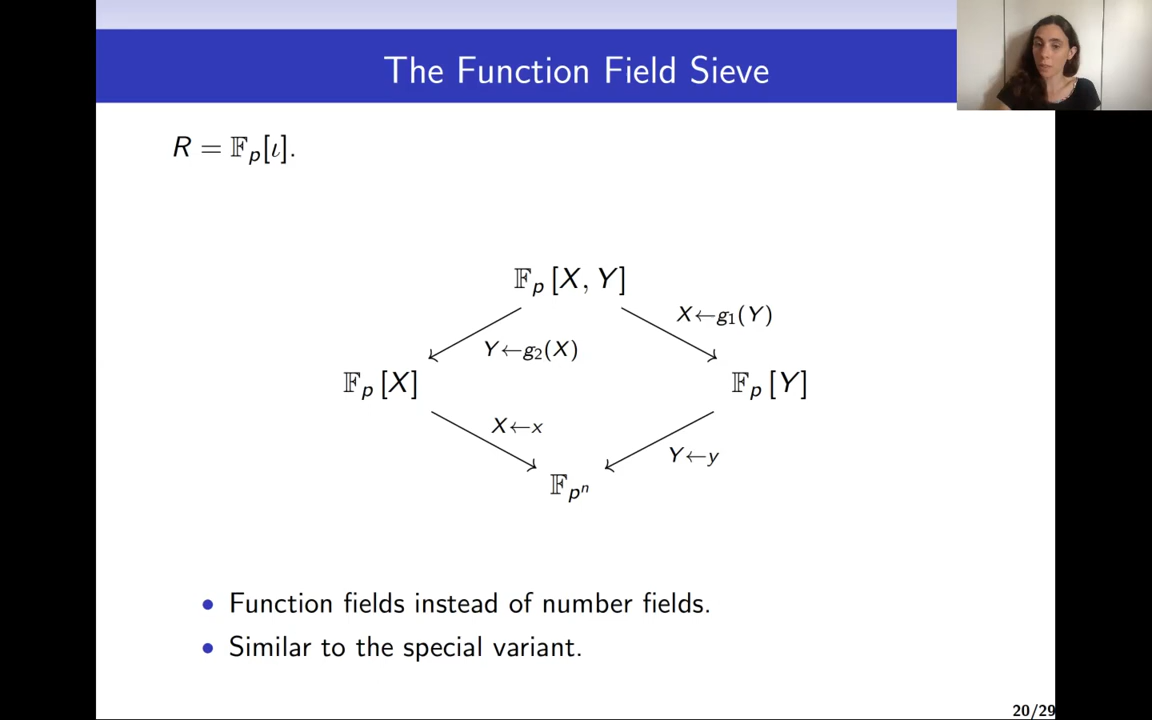 The Function Field Sieve
R = 𝔽ₚ[ι].
𝔽ₚ[X, Y]
X←g₁(Y)
Y←g₂(X)
𝔽ₚ[X]
𝔽ₚ[Y]
X←x
Y←y
𝔽ₚₙ
• Function fields instead of number fields.
• Similar to the special variant.
20/29